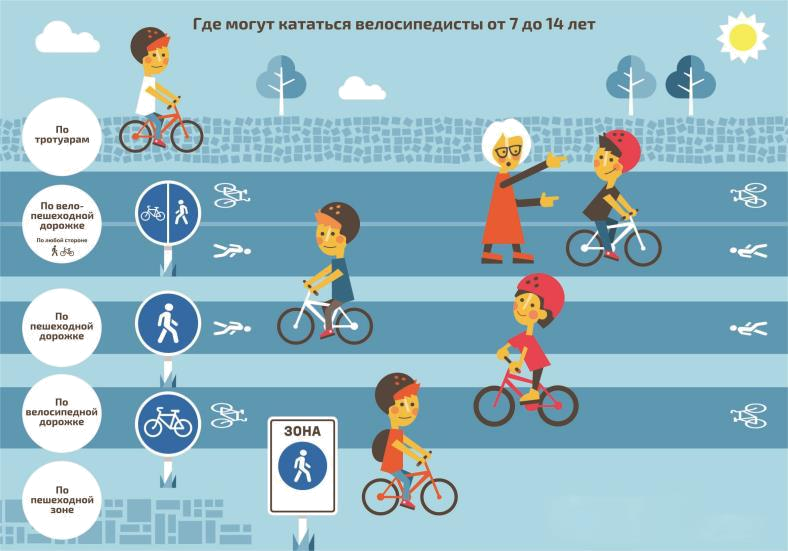 Где могут кататься велосипедисты от 7 до 14 лет
По
тротуарам
По вело-
пешеходной
дорожке
По любой стороне
По
пешеходной
дорожке
По
велосипедной
дорожке
ЗОНА
По
пешеходной
зоне